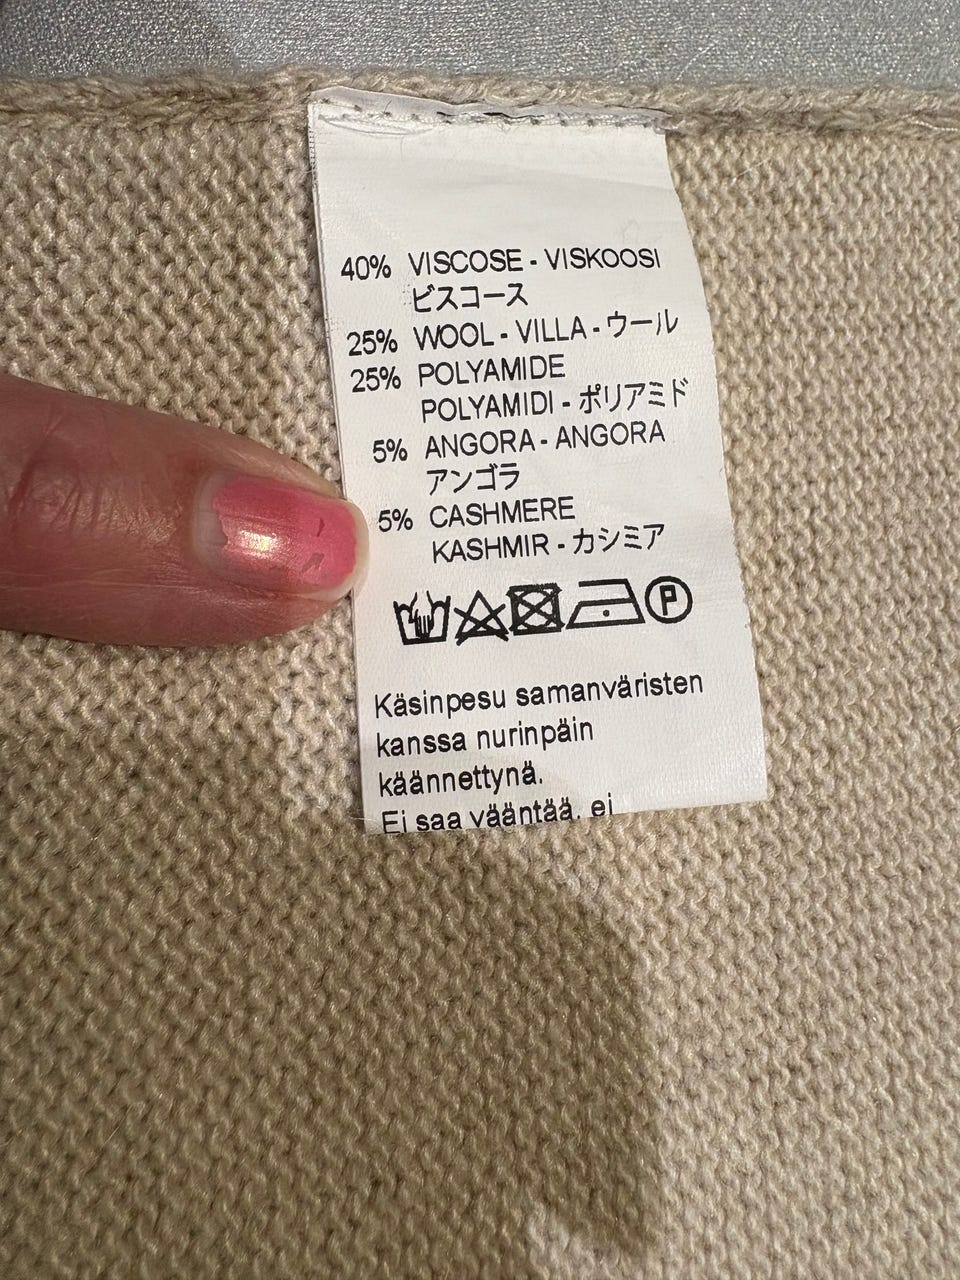 40% VISCOSE - VISKOOSI
ビスコース
25% WOOL - VILLA - ウール
25% POLYAMIDE
POLYAMIDI - ポリアミド
5% ANGORA - ANGORA
アンゴラ
5% CASHMERE
KASHMIR - カシミア
P
Käsinpesu samanväristen
kanssa nurinpäin
käännettynä.
Ei saa vääntää, ei